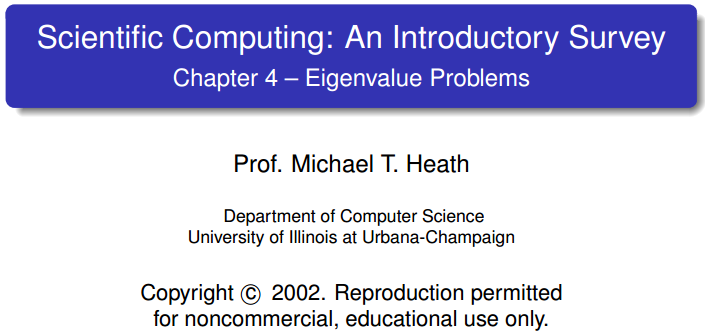 Scientific Computing: An Introductory Survey
Chapter 4 – Eigenvalue Problems
Prof. Michael T. Heath
Department of Computer Science
University of Illinois at Urbana-Champaign
Copyright © 2002. Reproduction permitted
for noncommercial, educational use only.